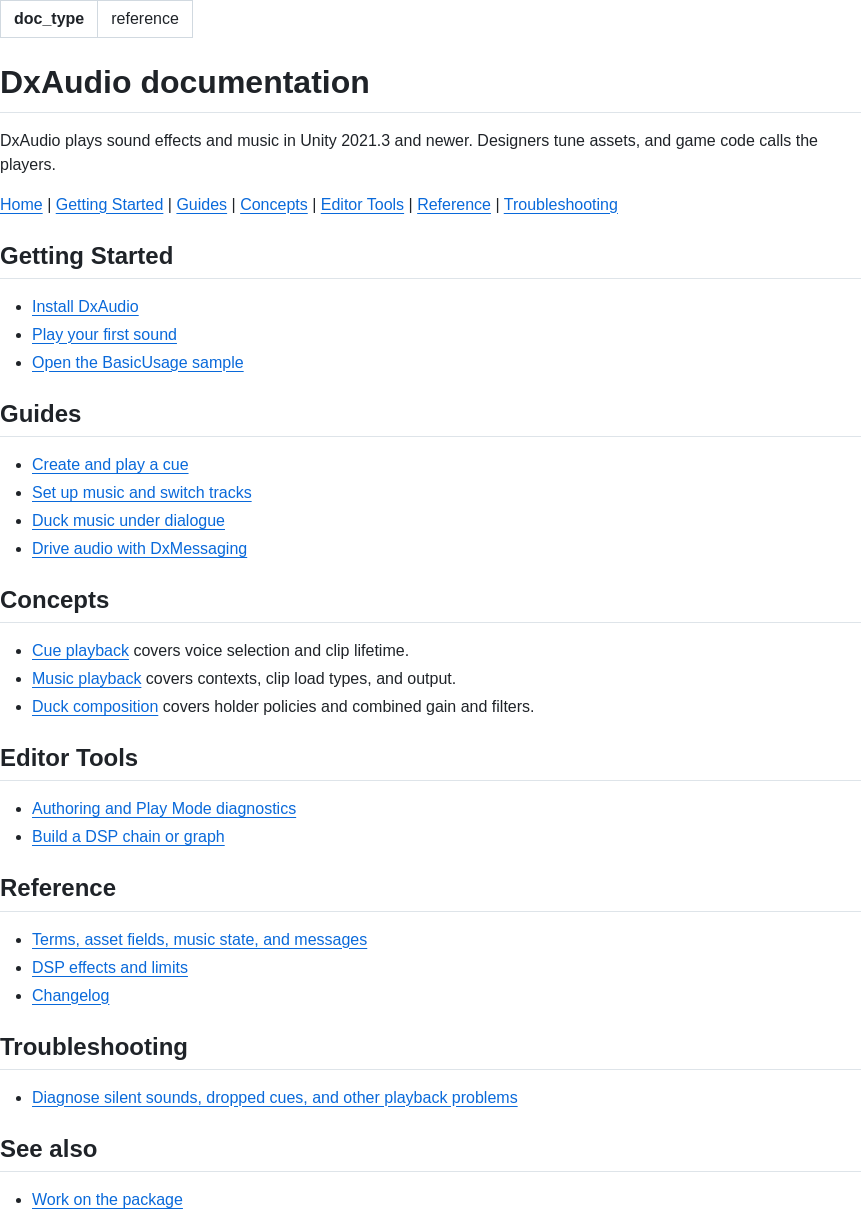 doc_type reference
DxAudio documentation
DxAudio plays sound effects and music in Unity 2021.3 and newer. Designers tune assets, and game code calls the
players.
Home | Getting Started | Guides | Concepts | Editor Tools | Reference | Troubleshooting
Getting Started
Install DxAudio
Play your first sound
Open the BasicUsage sample
Guides
Create and play a cue
Set up music and switch tracks
Duck music under dialogue
Drive audio with DxMessaging
Concepts
Cue playback covers voice selection and clip lifetime.
Music playback covers contexts, clip load types, and output.
Duck composition covers holder policies and combined gain and filters.
Editor Tools
Authoring and Play Mode diagnostics
Build a DSP chain or graph
Reference
Terms, asset fields, music state, and messages
DSP effects and limits
Changelog
Troubleshooting
Diagnose silent sounds, dropped cues, and other playback problems
See also
Work on the package